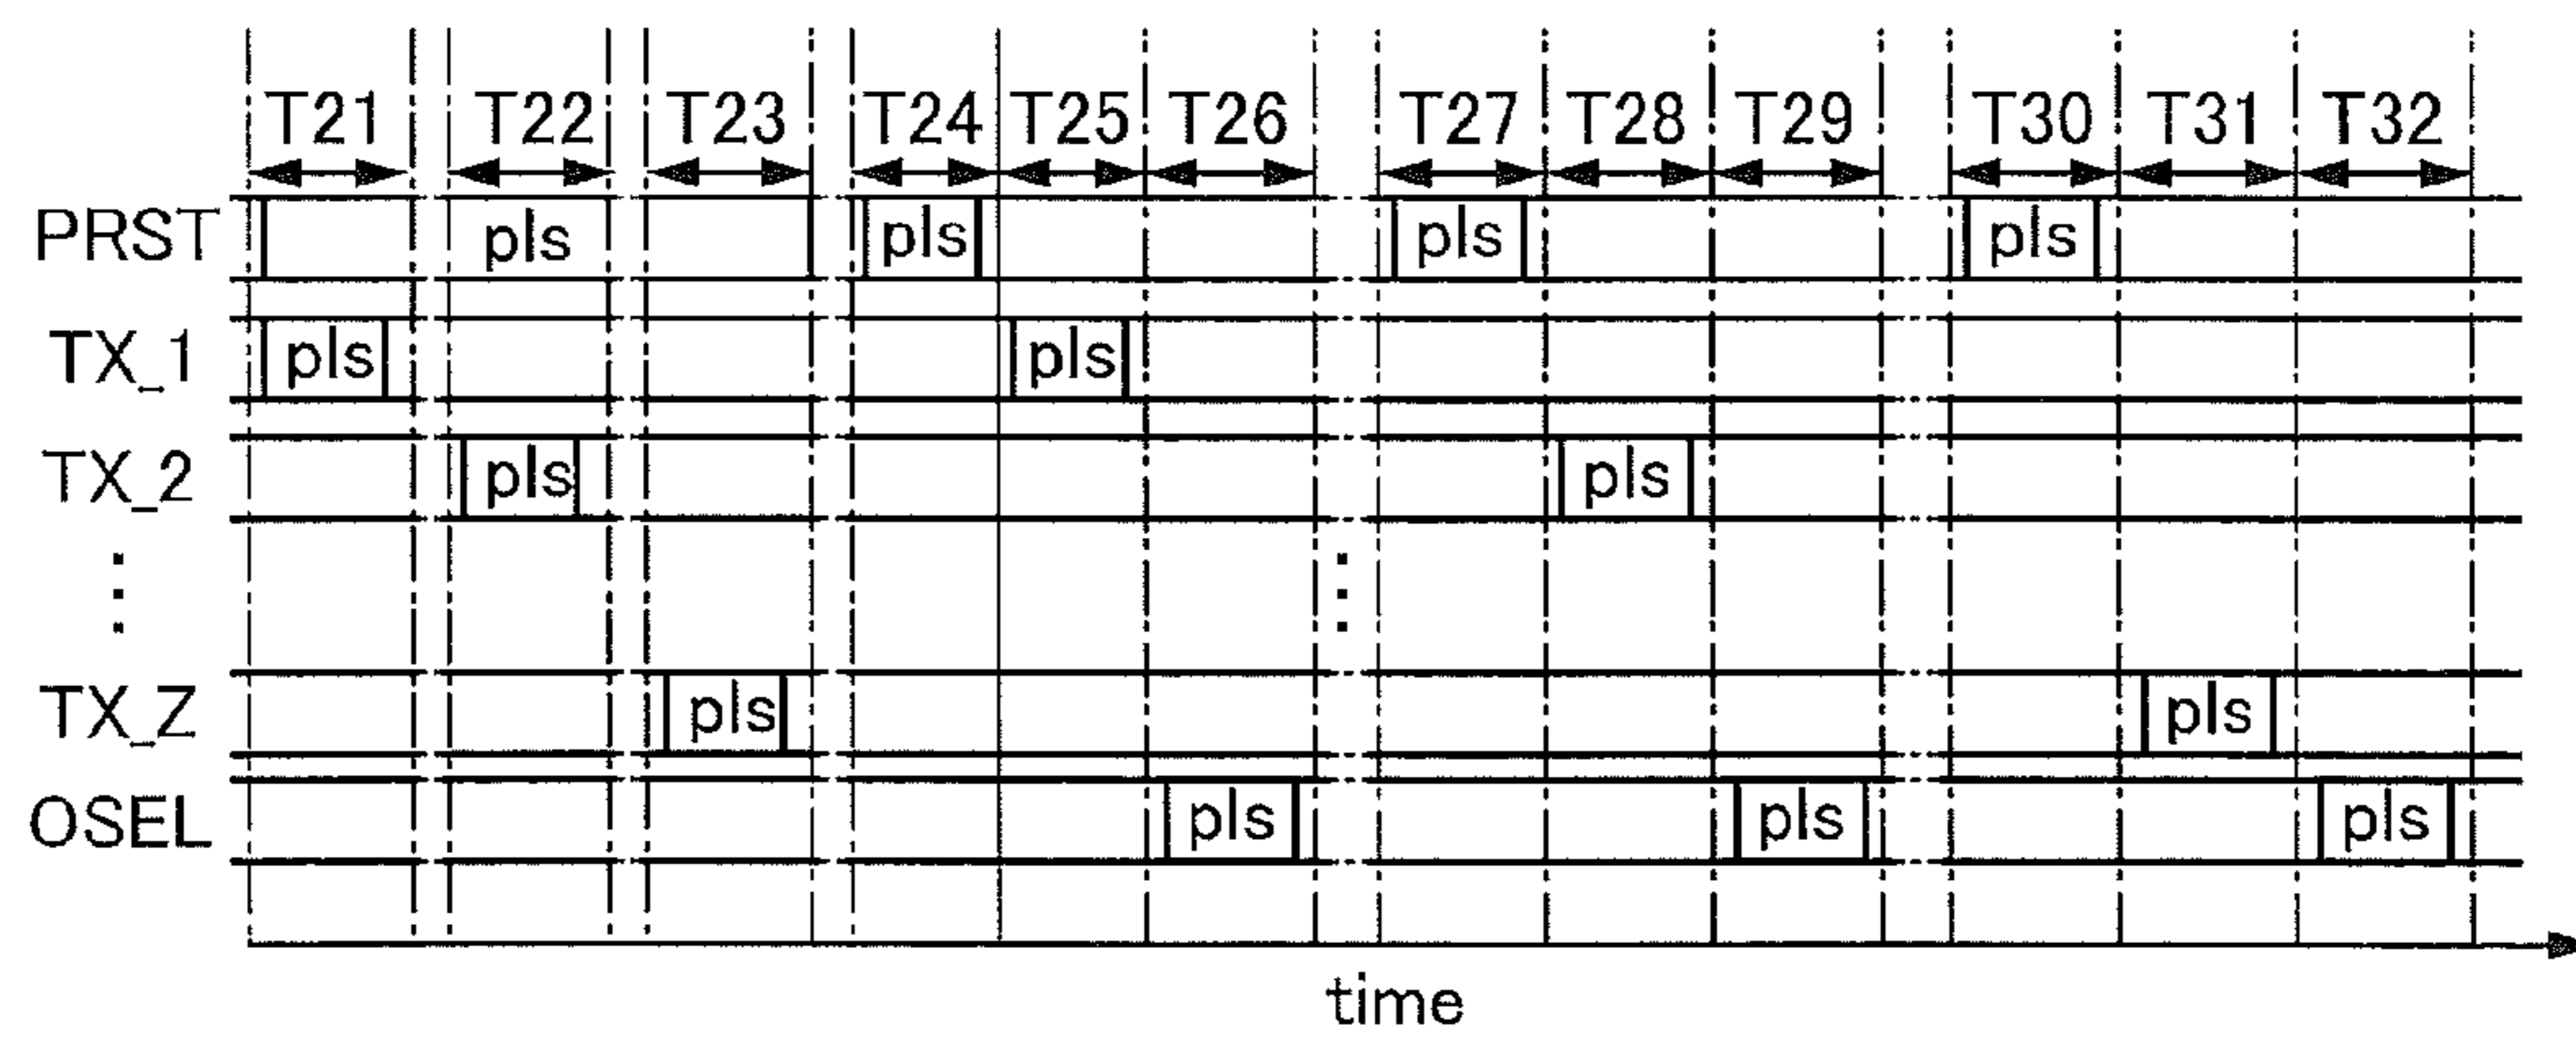 T21 T22 T23 T24 T25 T26 T27 T28 T29 T30 T31 T32
PRST pls pls pls pls
TX_1 pls pls
TX_2 pls pls
TX_Z pls pls
OSEL pls pls pls
time